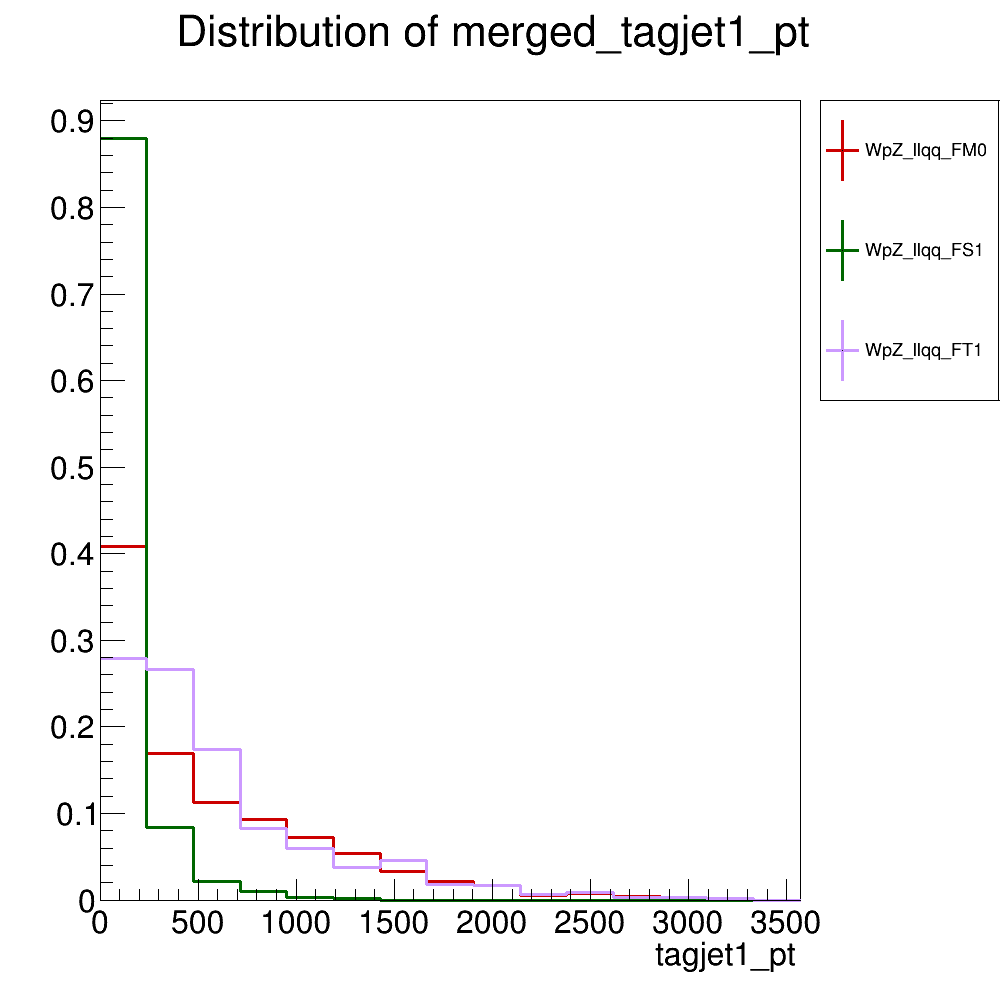 Distribution of merged_tagjet1_pt
0.9
0.8
0.7
0.6
0.5
0.4
0.3
0.2
0.1
0
0 500 1000 1500 2000 2500 3000 3500
tagjet1_pt
WpZ_llqq_FM0
WpZ_llqq_FS1
WpZ_llqq_FT1